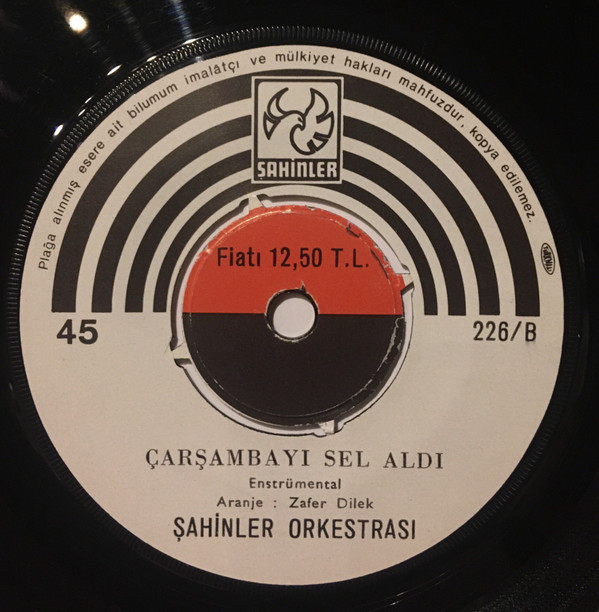 Plağa alınmış esere ait bilumum imalâtçı ve mülkiyet hakları mahfuzdur, kopya edilemez.
ŞAHİNLER
Fiatı 12,50 T.L.
45
226/B
ÇARŞAMBAYI SEL ALDI
Enstrümental
Aranje : Zafer Dilek
ŞAHİNLER ORKESTRASI